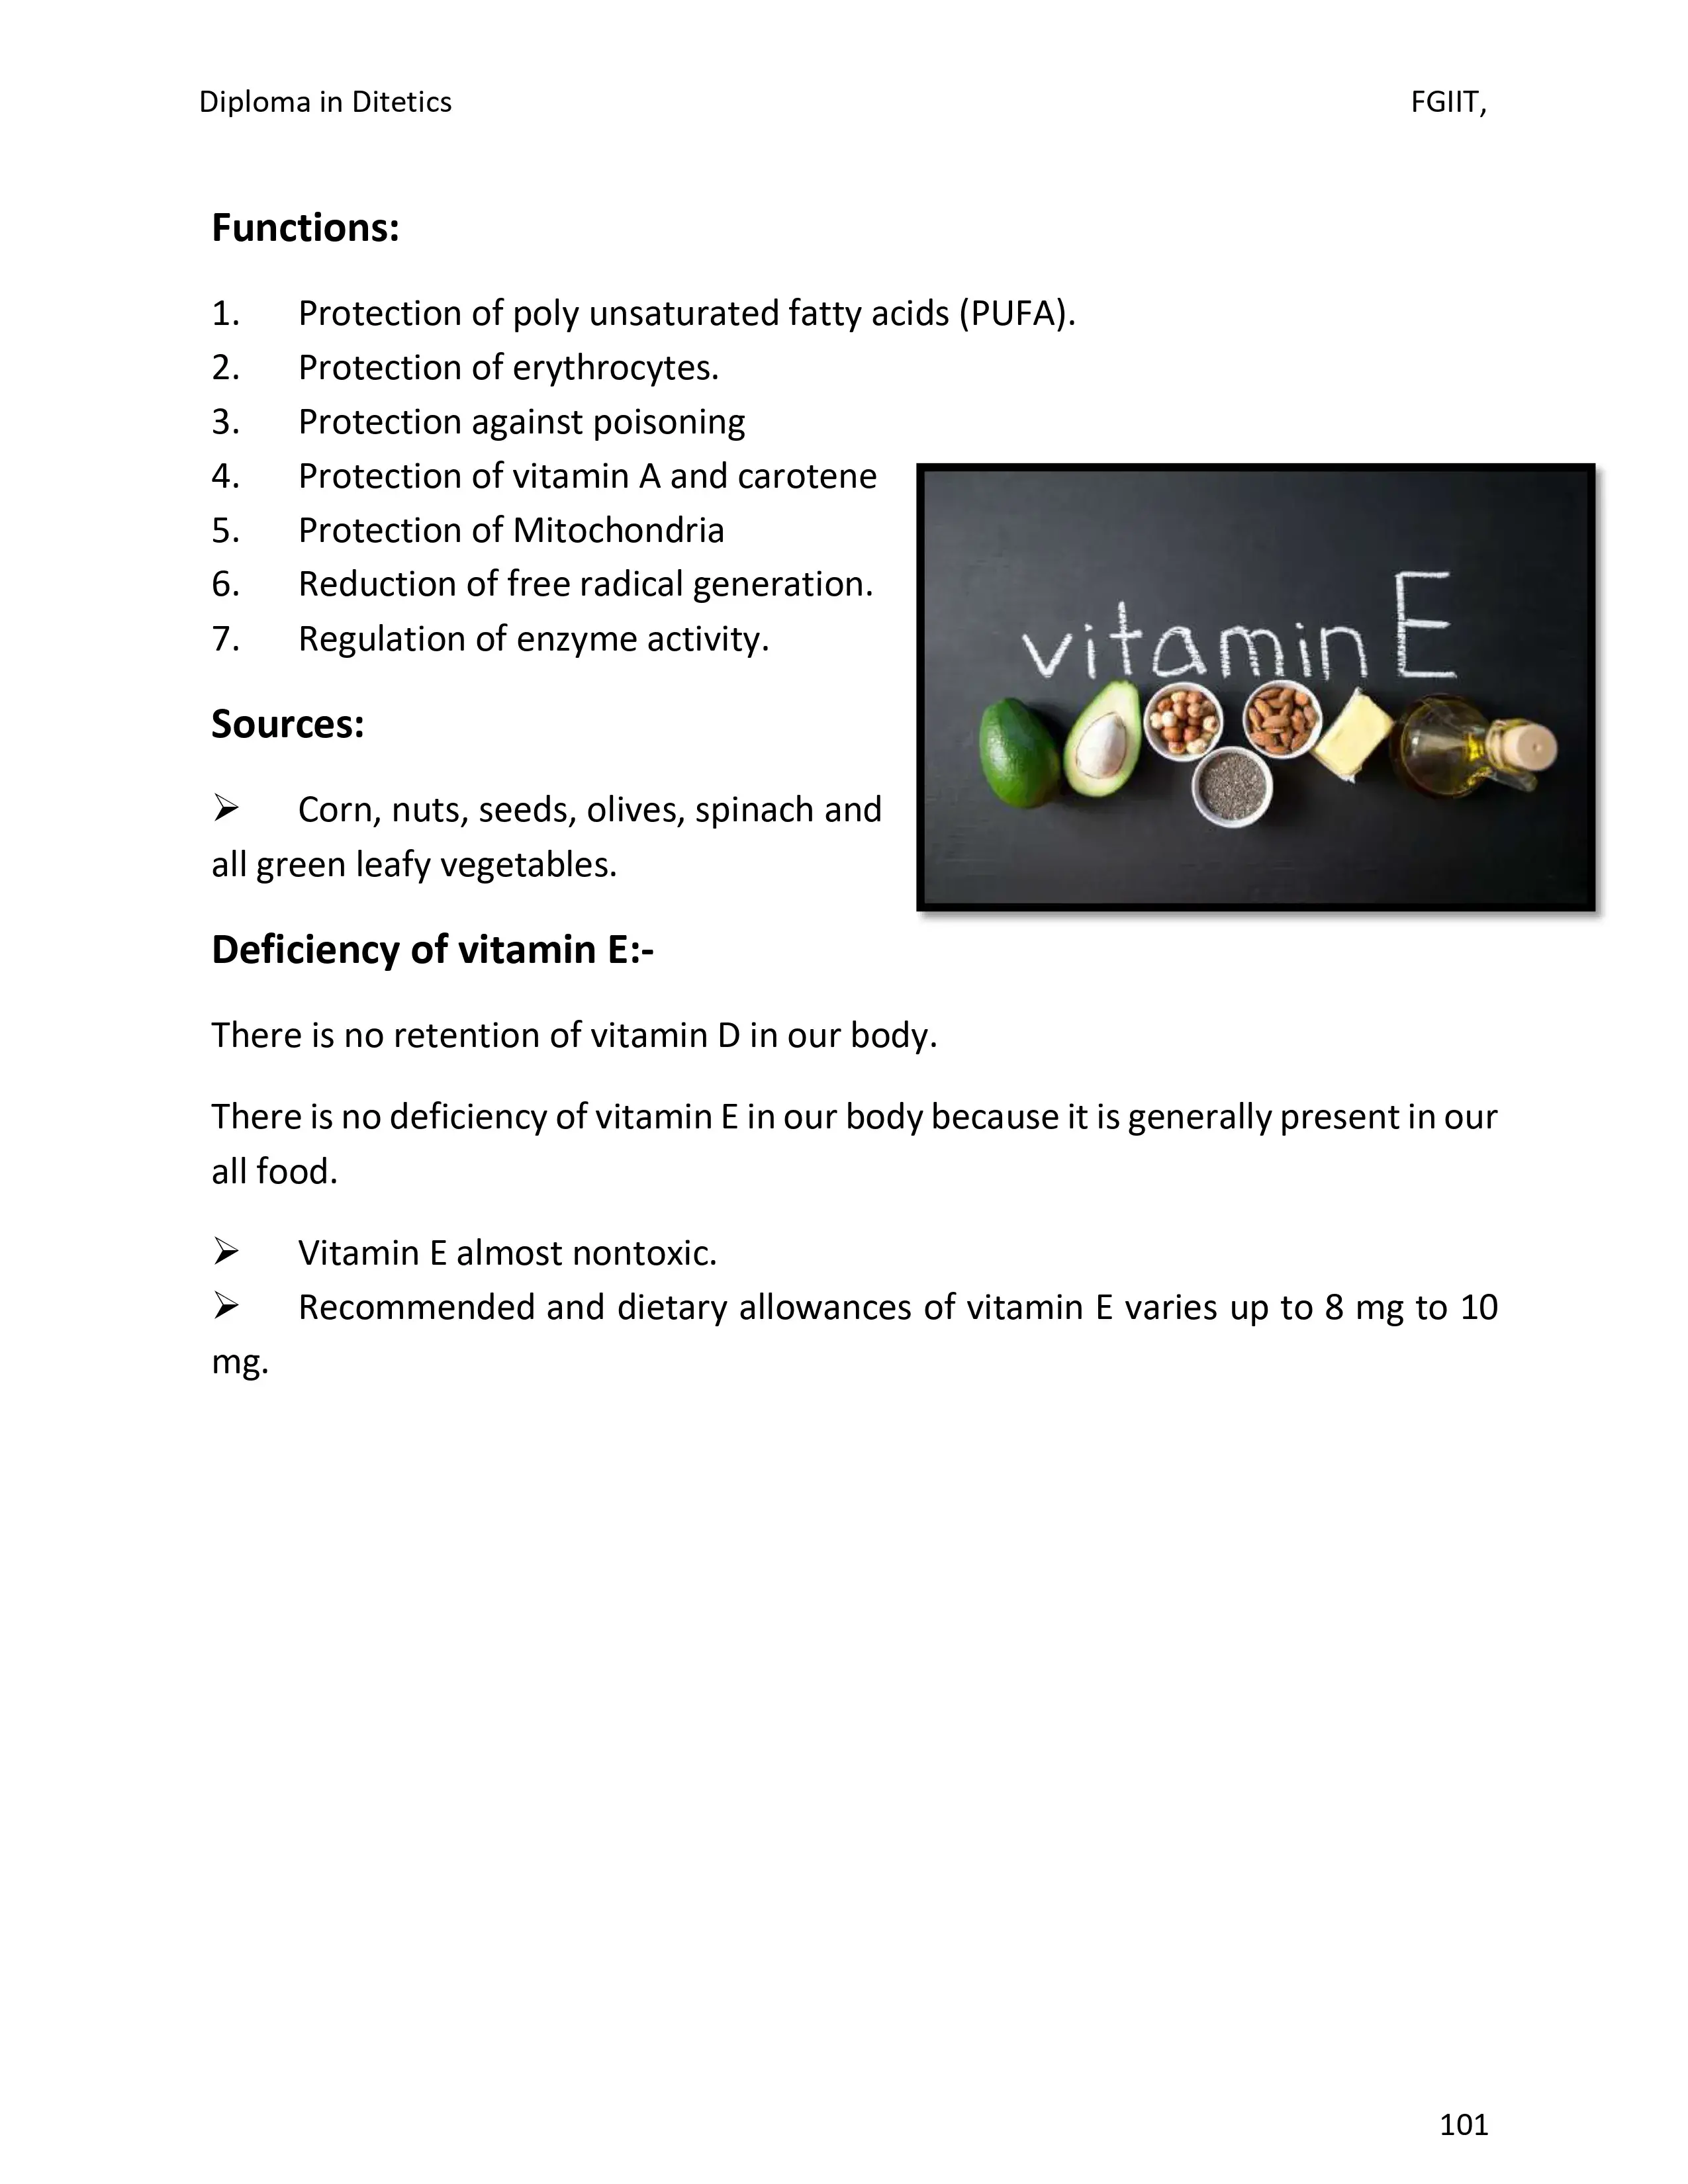 Diploma in Ditetics FGIIT,
Functions:
1. Protection of poly unsaturated fatty acids (PUFA).
2. Protection of erythrocytes.
3. Protection against poisoning
4. Protection of vitamin A and carotene
5. Protection of Mitochondria
6. Reduction of free radical generation.
7. Regulation of enzyme activity.
vitamin E
Sources:
➢ Corn, nuts, seeds, olives, spinach and
all green leafy vegetables.
Deficiency of vitamin E:-
There is no retention of vitamin D in our body.
There is no deficiency of vitamin E in our body because it is generally present in our
all food.
➢ Vitamin E almost nontoxic.
➢ Recommended and dietary allowances of vitamin E varies up to 8 mg to 10
mg.
101